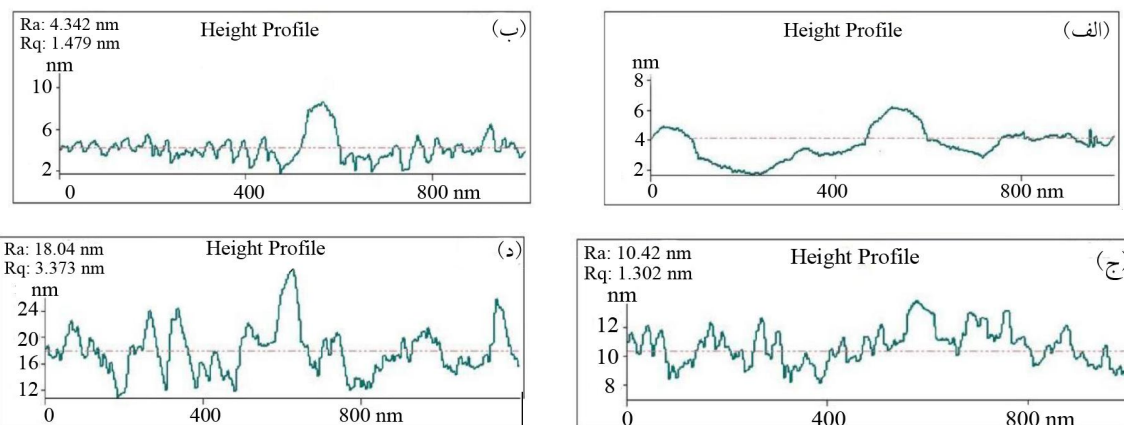 Ra: 4.342 nm
Rq: 1.479 nm
Height Profile
(ب)
nm
10
6
2
0
400
800 nm
Height Profile
(الف)
nm
8
6
4
2
0
400
800 nm
Ra: 18.04 nm
Rq: 3.373 nm
Height Profile
(د)
nm
24
20
16
12
0
400
800 nm
Ra: 10.42 nm
Rq: 1.302 nm
Height Profile
(ج)
nm
12
10
8
0
400
800 nm